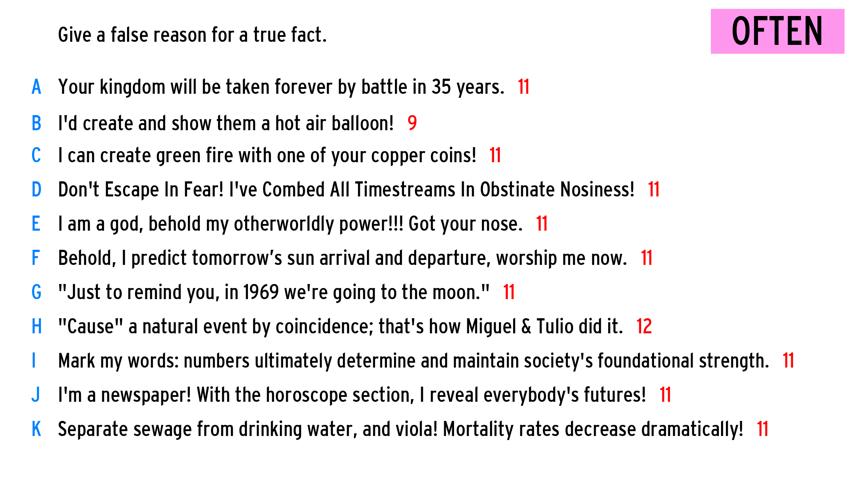 Give a false reason for a true fact.
OFTEN
A Your kingdom will be taken forever by battle in 35 years. 11
B I'd create and show them a hot air balloon! 9
C I can create green fire with one of your copper coins! 11
D Don't Escape In Fear! I've Combed All Timestreams In Obstinate Nosiness! 11
E I am a god, behold my otherworldly power!!! Got your nose. 11
F Behold, I predict tomorrow’s sun arrival and departure, worship me now. 11
G "Just to remind you, in 1969 we're going to the moon." 11
H "Cause" a natural event by coincidence; that's how Miguel & Tulio did it. 12
I Mark my words: numbers ultimately determine and maintain society's foundational strength. 11
J I'm a newspaper! With the horoscope section, I reveal everybody's futures! 11
K Separate sewage from drinking water, and viola! Mortality rates decrease dramatically! 11